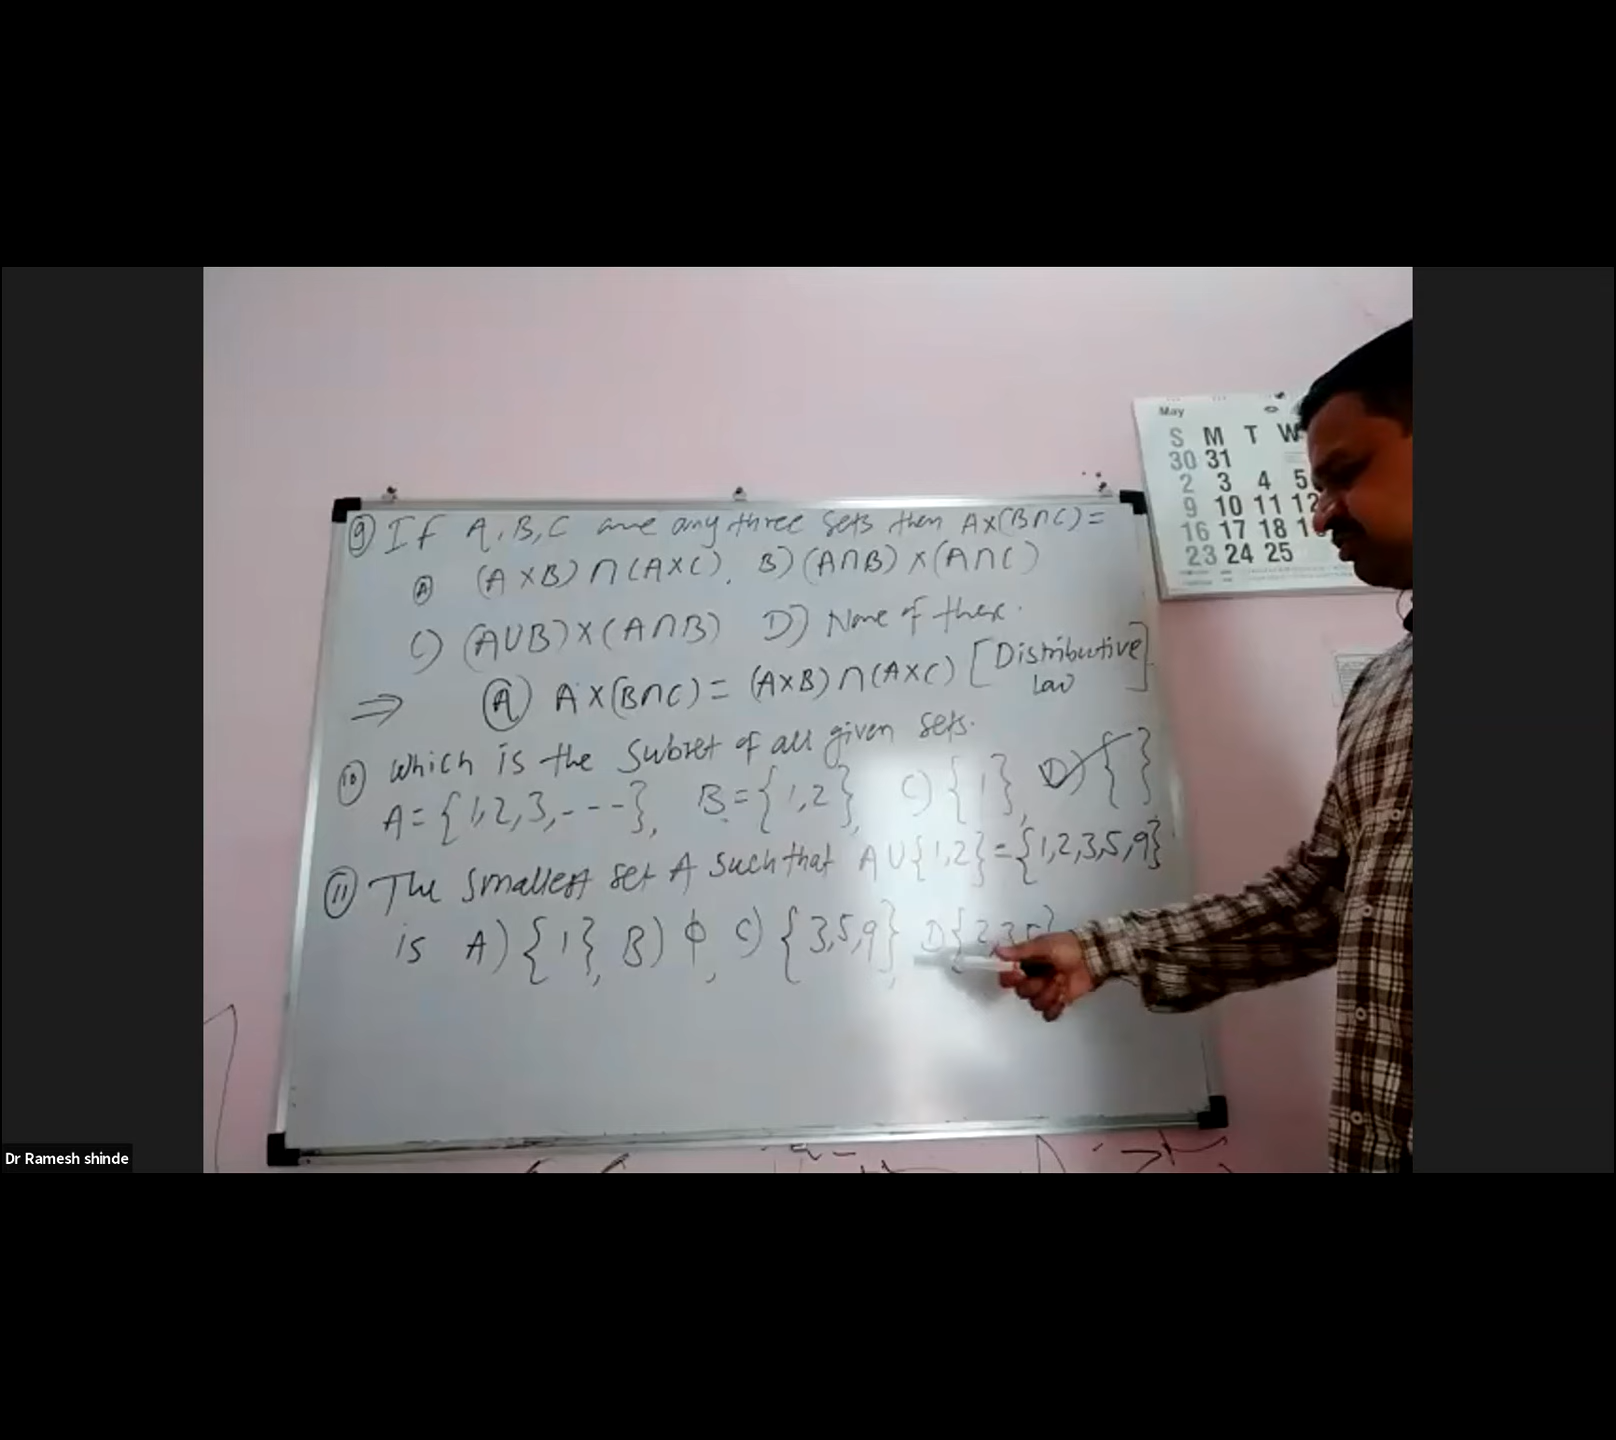 ⑨ If A, B, C are any three sets then A×(B∩C) =
Ⓐ (A×B)∩(A×C), B) (A∩B)×(A∩C)
C) (A∪B)×(A∩B) D) None of these.
⇒ Ⓐ A×(B∩C) = (A×B)∩(A×C) [Distributive
Law]
⑩ Which is the subset of all given sets.
A = {1,2,3,---}, B = {1,2}, C) {1}, D) { }
⑪ The smallest set A such that A∪{1,2} = {1,2,3,5,9}
is A) {1}, B) ϕ, C) {3,5,9}, D {2,3,5}
May
S M T W
30 31
2 3 4 5
9 10 11 12
16 17 18
23 24 25
Dr Ramesh shinde